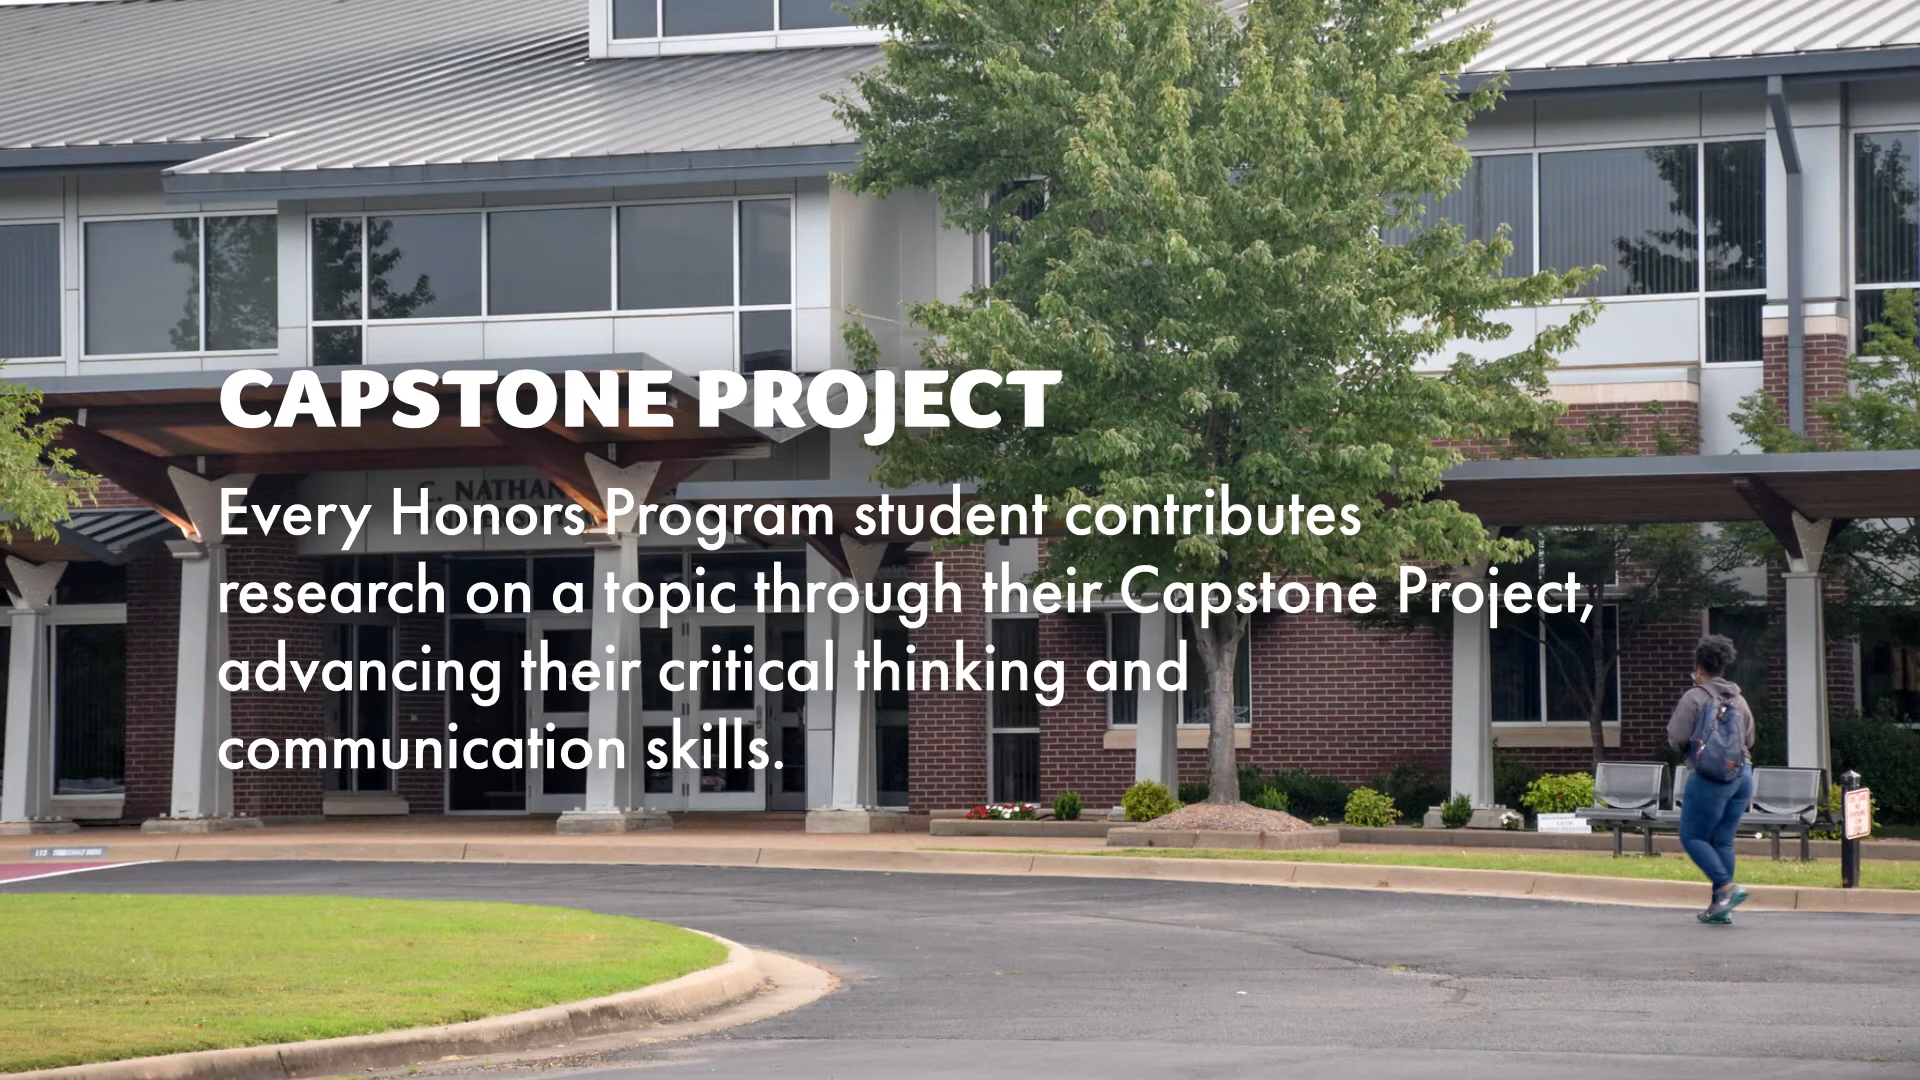 CAPSTONE PROJECT
C. NATHAN
Every Honors Program student contributes
research on a topic through their Capstone Project,
advancing their critical thinking and
communication skills.